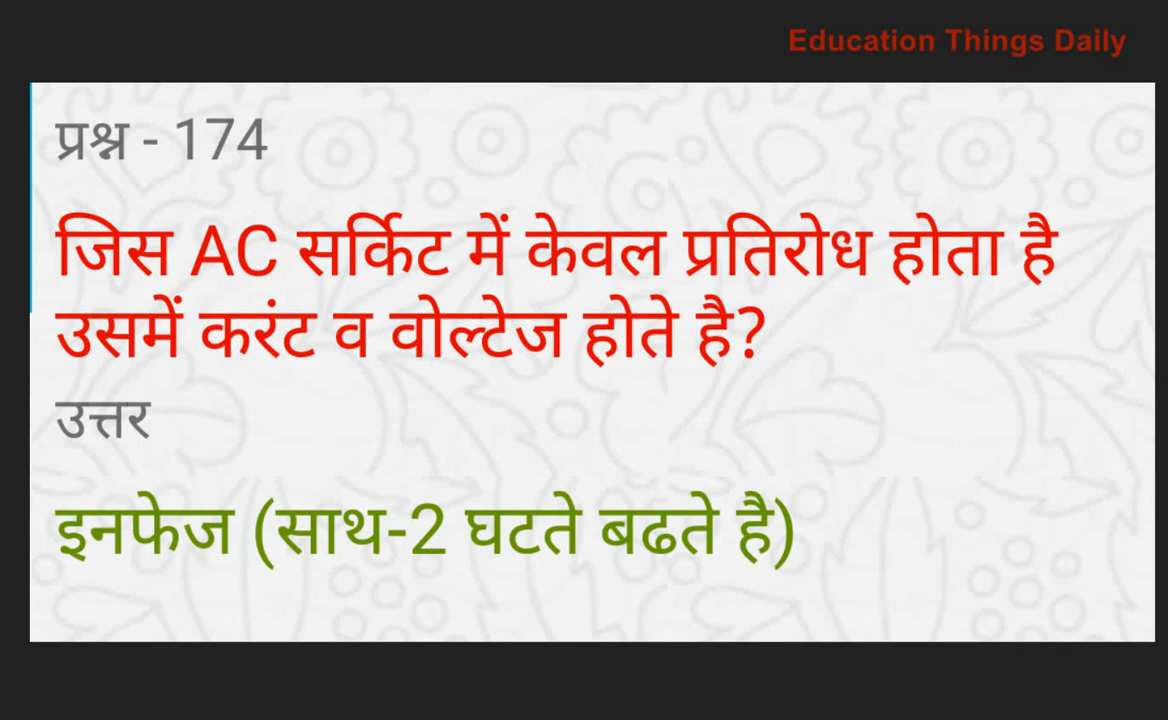 Education Things Daily
प्रश्न - 174
जिस AC सर्किट में केवल प्रतिरोध होता है
उसमें करंट व वोल्टेज होते है?
उत्तर
इनफेज (साथ-2 घटते बढते है)